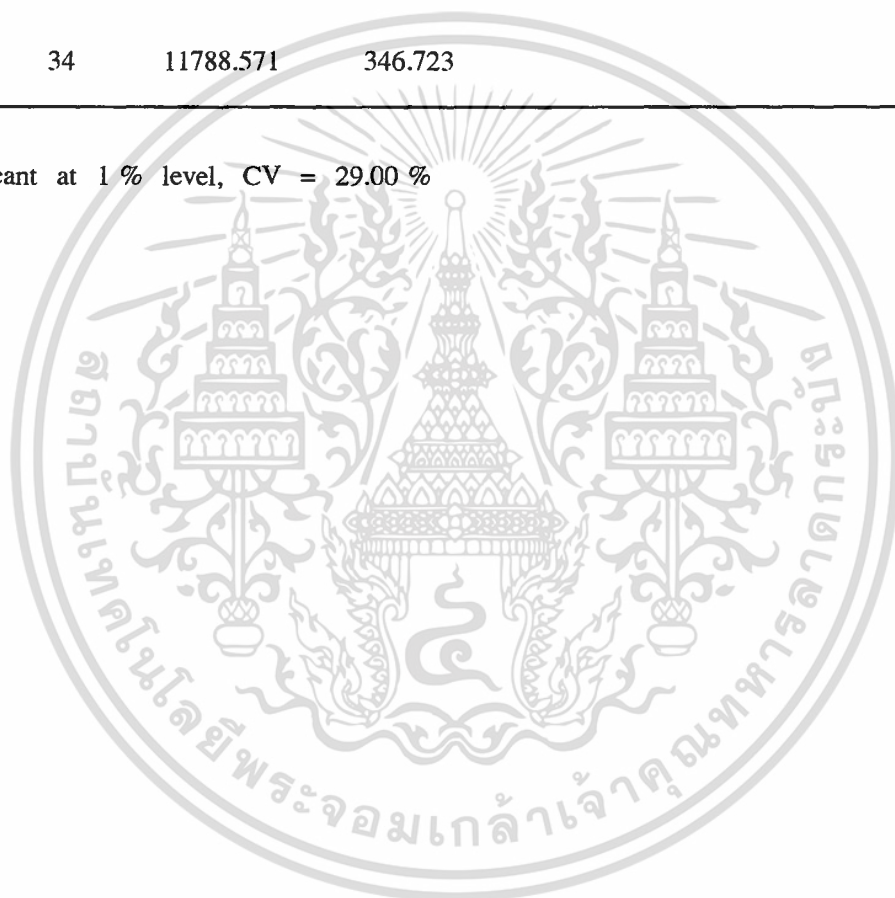 34 11788.571 346.723
cant at 1 % level, CV = 29.00 %
สถาบันเทคโนโลยีพระจอมเกล้าเจ้าคุณทหารลาดกระบัง
๔